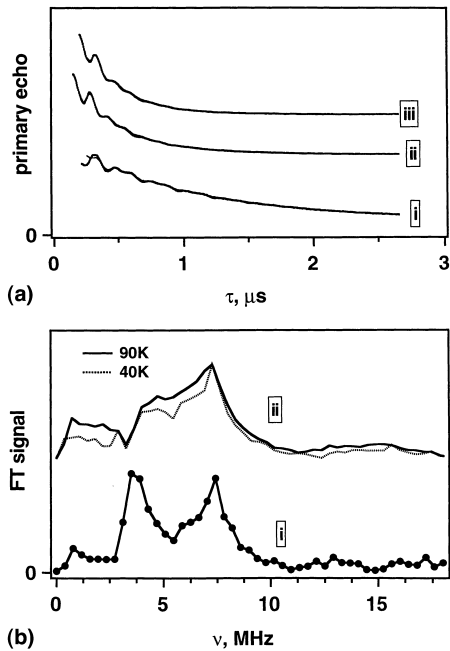 primary echo
iii
ii
i
0
0 1 2 3
(a)
τ, μs
90K
40K
ii
FT signal
i
0
0 5 10 15
(b)
ν, MHz